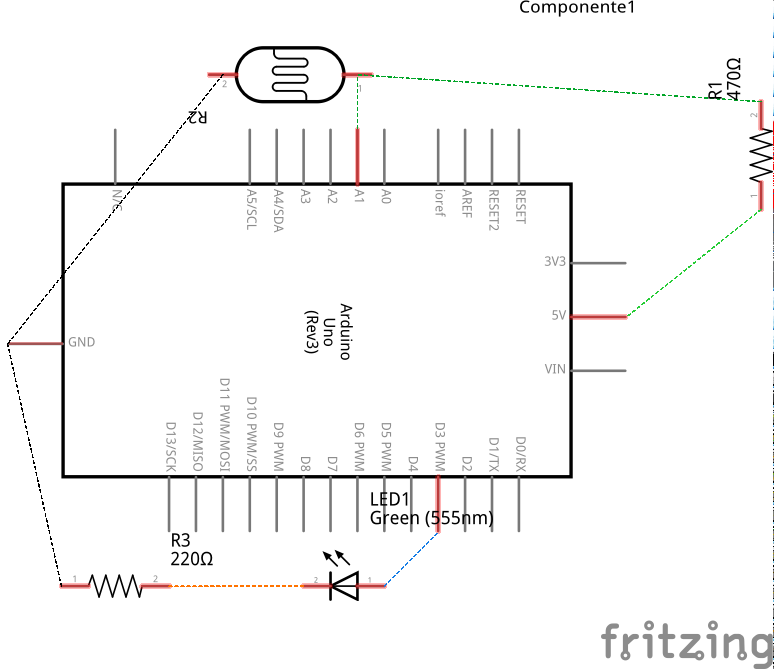 Componente1
2
1
R2
R1
470Ω
2
1
N/C
A5/SCL
A4/SDA
A3
A2
A1
A0
ioref
AREF
RESET2
RESET
3V3
5V
VIN
GND
Arduino
Uno
(Rev3)
D13/SCK
D12/MISO
D11 PWM/MOSI
D10 PWM/SS
D9 PWM
D8
D7
D6 PWM
D5 PWM
D4
D3 PWM
D2
D1/TX
D0/RX
LED1
Green (555nm)
R3
220Ω
1
2
2
1
fritzing